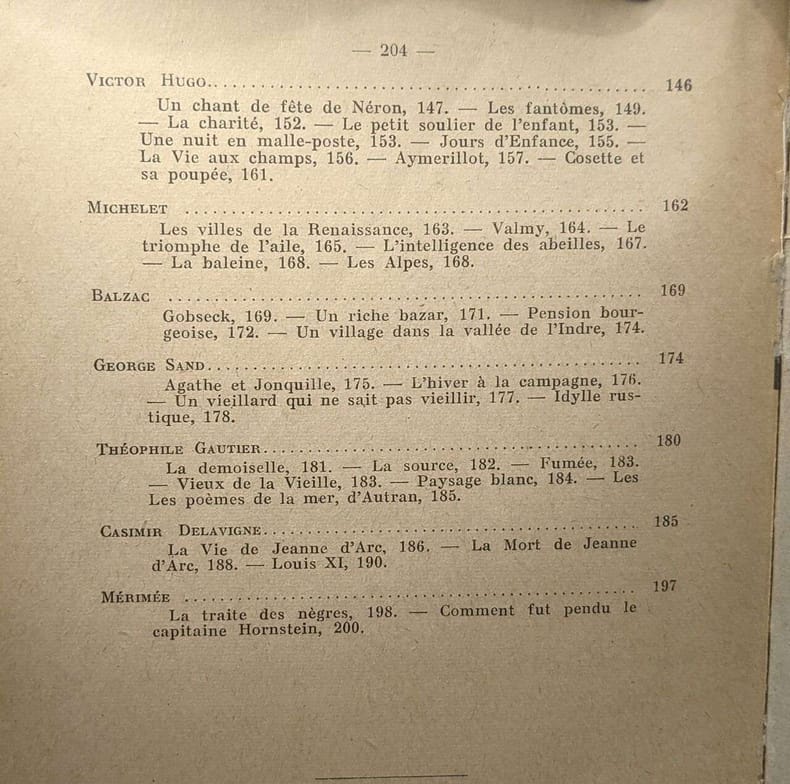 — 204 —
VICTOR HUGO........................................ 146
Un chant de fête de Néron, 147. — Les fantômes, 149.
— La charité, 152. — Le petit soulier de l'enfant, 153. —
Une nuit en malle-poste, 153. — Jours d'Enfance, 155. —
La Vie aux champs, 156. — Aymerillot, 157. — Cosette et
sa poupée, 161.
MICHELET ........................................ 162
Les villes de la Renaissance, 163. — Valmy, 164. — Le
triomphe de l'aile, 165. — L'intelligence des abeilles, 167.
— La baleine, 168. — Les Alpes, 168.
BALZAC ........................................ 169
Gobseck, 169. — Un riche bazar, 171. — Pension bour-
geoise, 172. — Un village dans la vallée de l'Indre, 174.
GEORGE SAND........................................ 174
Agathe et Jonquille, 175. — L'hiver à la campagne, 176.
— Un vieillard qui ne sait pas vieillir, 177. — Idylle rus-
tique, 178.
THÉOPHILE GAUTIER........................................ 180
La demoiselle, 181. — La source, 182. — Fumée, 183.
— Vieux de la Vieille, 183. — Paysage blanc, 184. — Les
Les poèmes de la mer, d'Autran, 185.
CASIMIR DELAVIGNE........................................ 185
La Vie de Jeanne d'Arc, 186. — La Mort de Jeanne
d'Arc, 188. — Louis XI, 190.
MÉRIMÉE ........................................ 197
La traite des nègres, 198. — Comment fut pendu le
capitaine Hornstein, 200.